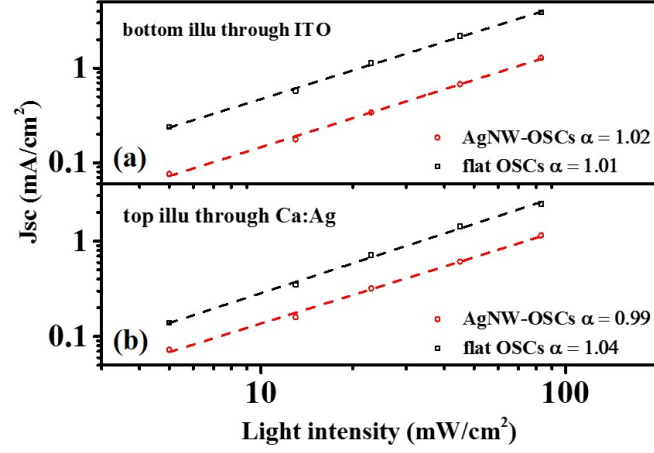 bottom illu through ITO
1
0.1
(a)
AgNW-OSCs α = 1.02
flat OSCs α = 1.01
Jsc (mA/cm²)
top illu through Ca:Ag
1
0.1
(b)
AgNW-OSCs α = 0.99
flat OSCs α = 1.04
10
100
Light intensity (mW/cm²)